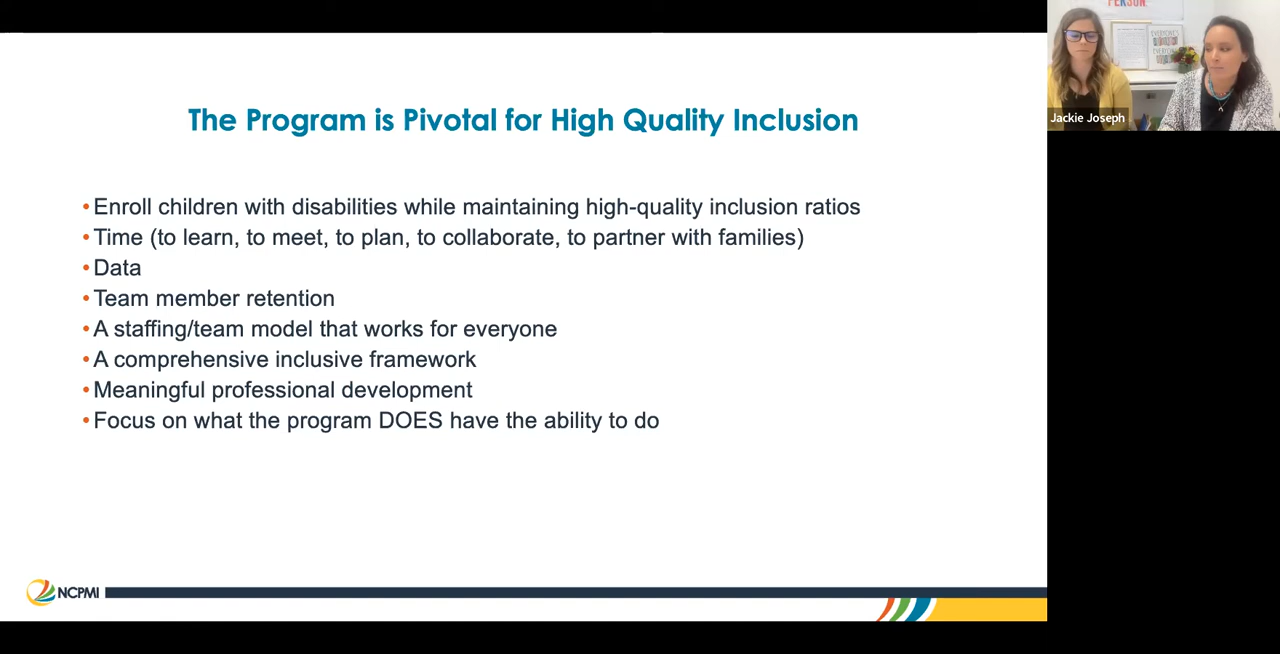 The Program is Pivotal for High Quality Inclusion
•Enroll children with disabilities while maintaining high-quality inclusion ratios
•Time (to learn, to meet, to plan, to collaborate, to partner with families)
•Data
•Team member retention
•A staffing/team model that works for everyone
•A comprehensive inclusive framework
•Meaningful professional development
•Focus on what the program DOES have the ability to do
NCPMI
PERSON.
Jackie Joseph